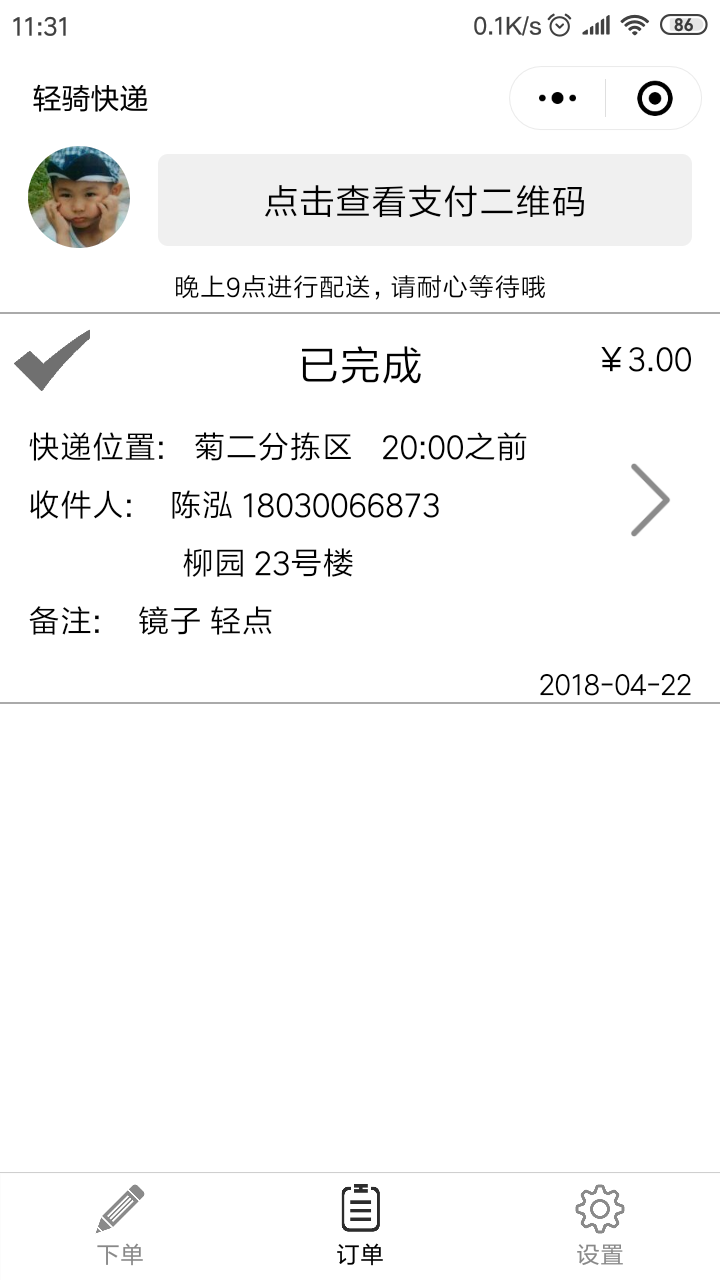 11:31
0.1K/s 86
轻骑快递
点击查看支付二维码
晚上9点进行配送，请耐心等待哦
已完成 ￥3.00
快递位置: 菊二分拣区 20:00之前
收件人: 陈泓 18030066873
柳园 23号楼
备注: 镜子 轻点
2018-04-22
下单 订单 设置